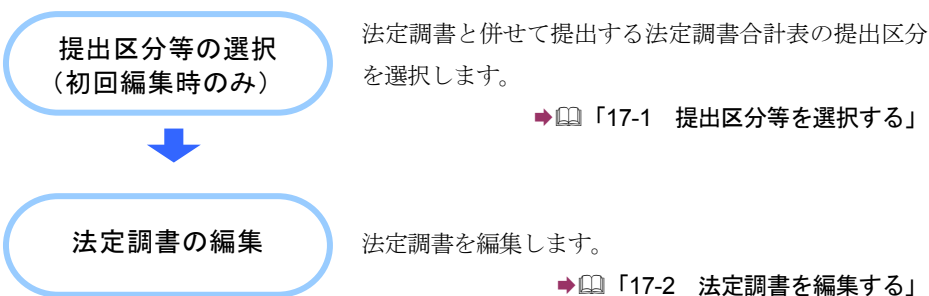 提出区分等の選択
（初回編集時のみ）
法定調書と併せて提出する法定調書合計表の提出区分
を選択します。
「17-1　提出区分等を選択する」
法定調書の編集
法定調書を編集します。
「17-2　法定調書を編集する」